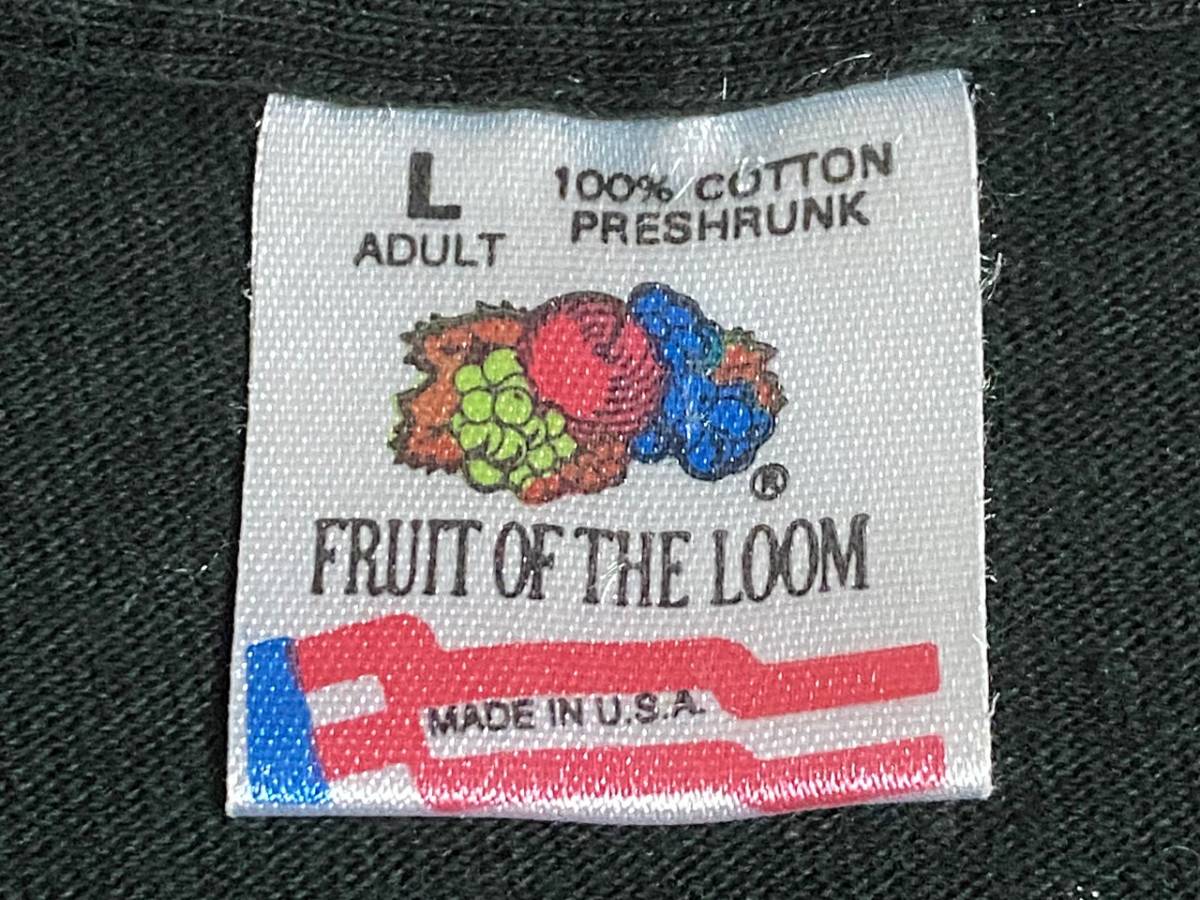 L
ADULT
100% COTTON
PRESHRUNK
®
FRUIT OF THE LOOM
MADE IN U.S.A.